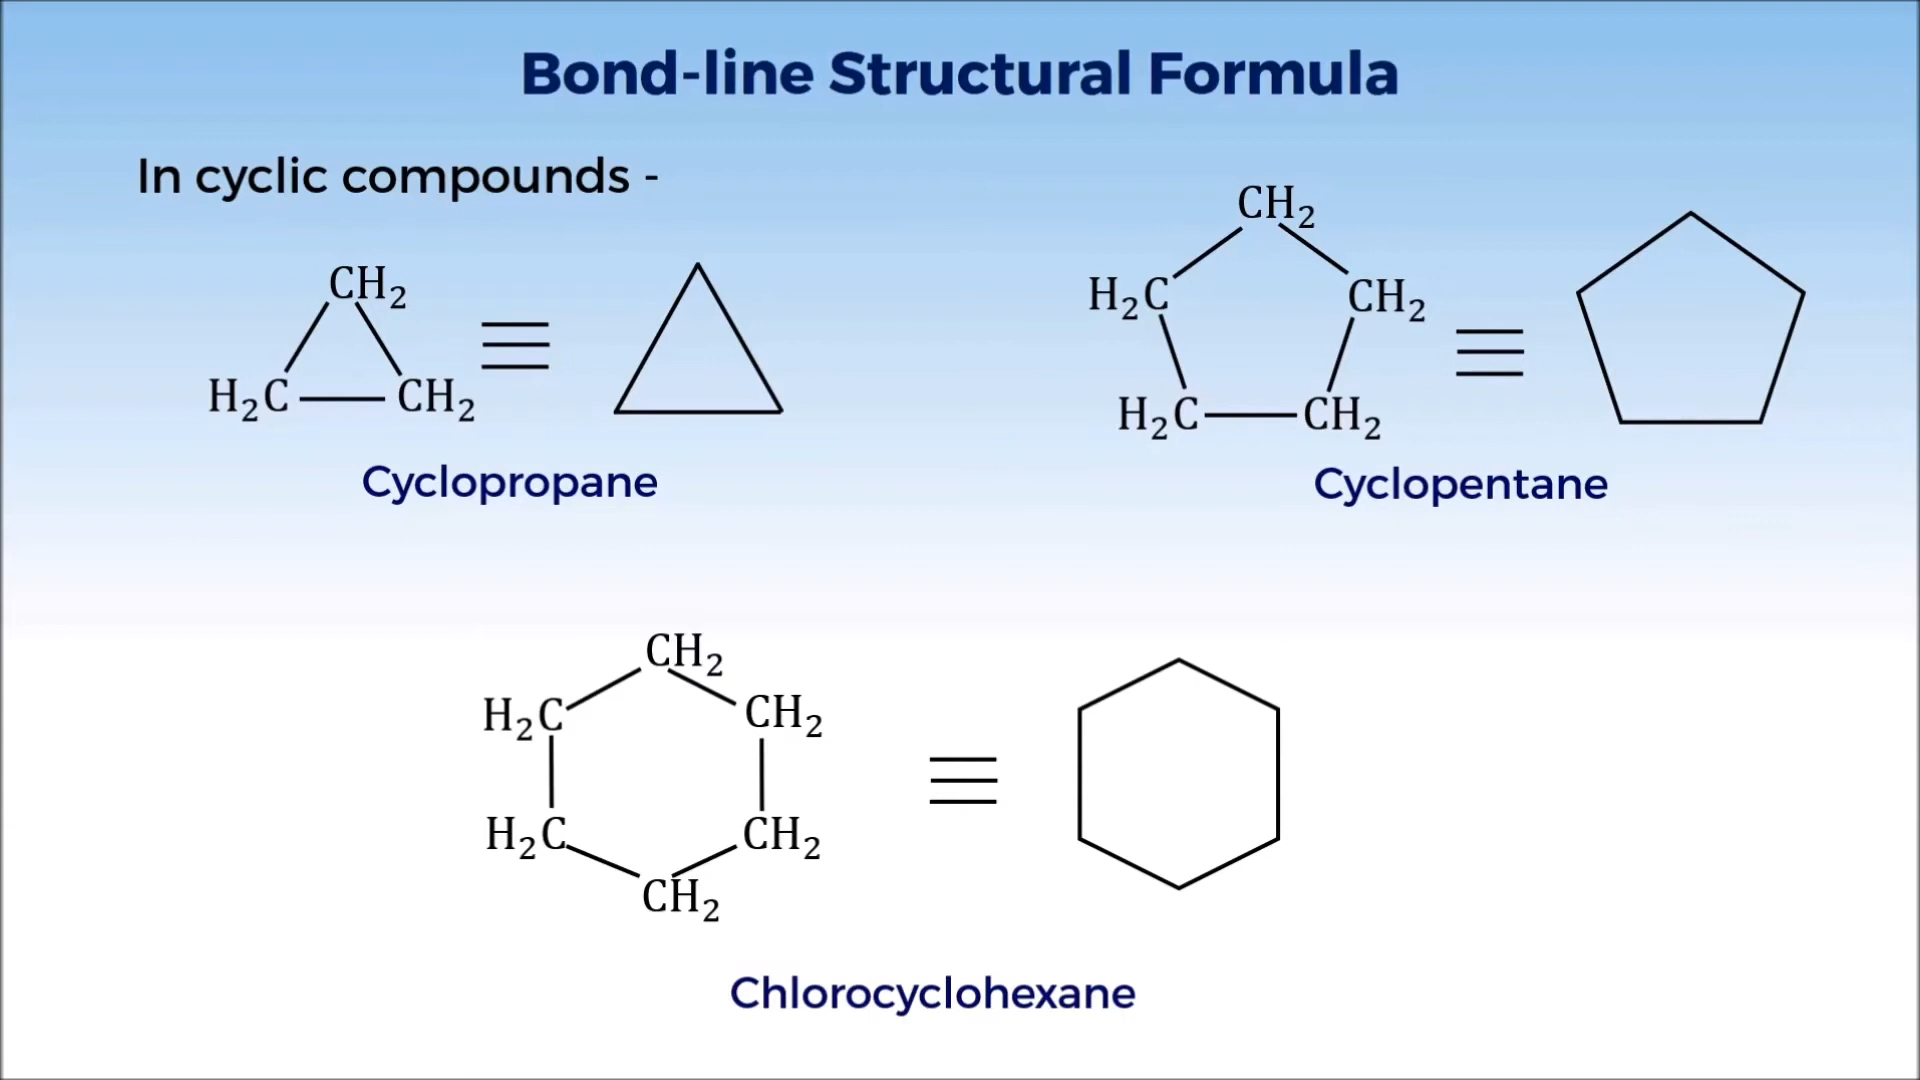 Bond-line Structural Formula
In cyclic compounds -
CH₂
H₂C CH₂
Cyclopropane
CH₂
H₂C CH₂
H₂C CH₂
Cyclopentane
CH₂
H₂C CH₂
H₂C CH₂
CH₂
Chlorocyclohexane